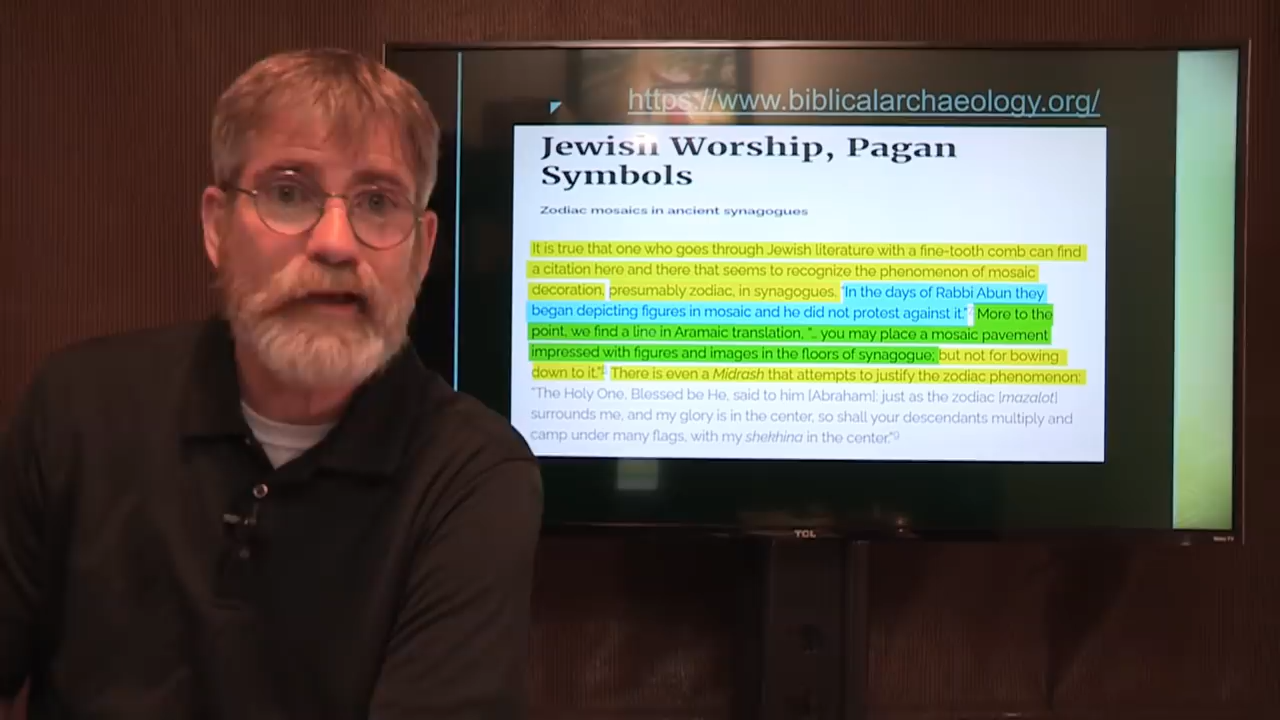 https://www.biblicalarchaeology.org/
Jewish Worship, Pagan
Symbols
Zodiac mosaics in ancient synagogues
It is true that one who goes through Jewish literature with a fine-tooth comb can find
a citation here and there that seems to recognize the phenomenon of mosaic
decoration, presumably zodiac, in synagogues. "In the days of Rabbi Abun they
began depicting figures in mosaic and he did not protest against it." More to the
point, we find a line in Aramaic translation, "… you may place a mosaic pavement
impressed with figures and images in the floors of synagogue; but not for bowing
down to it." There is even a Midrash that attempts to justify the zodiac phenomenon:
"The Holy One, Blessed be He, said to him [Abraham]: just as the zodiac [mazalot]
surrounds me, and my glory is in the center, so shall your descendants multiply and
camp under many flags, with my shekhina in the center."9
TCL
Roku TV